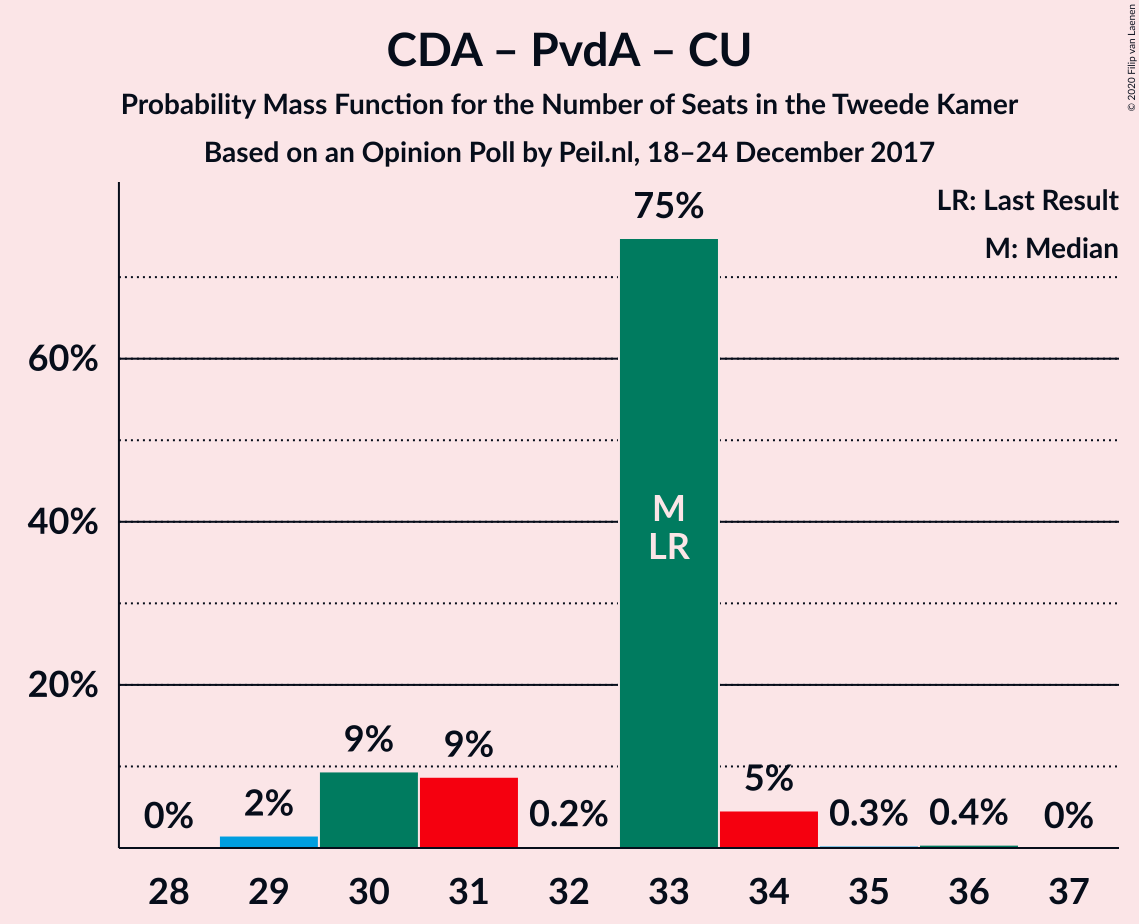 CDA – PvdA – CU
Probability Mass Function for the Number of Seats in the Tweede Kamer
Based on an Opinion Poll by Peil.nl, 18–24 December 2017
© 2020 Filip van Laenen
LR: Last Result
M: Median
75%
60%
40%
20%
M
LR
0%
2%
9%
9%
0.2%
5%
0.3%
0.4%
0%
28
29
30
31
32
33
34
35
36
37